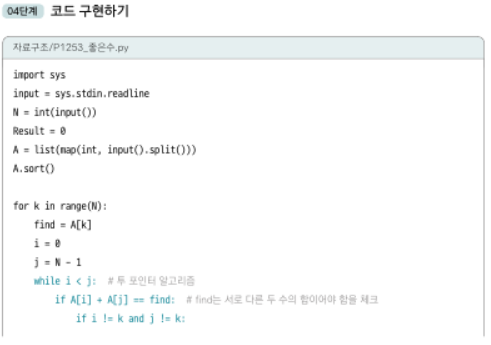 04단계 코드 구현하기
자료구조/P1253_좋은수.py
import sys
input = sys.stdin.readline
N = int(input())
Result = 0
A = list(map(int, input().split()))
A.sort()
for k in range(N):
    find = A[k]
    i = 0
    j = N - 1
    while i < j:  # 투 포인터 알고리즘
        if A[i] + A[j] == find:  # find는 서로 다른 두 수의 합이어야 함을 체크
            if i != k and j != k: